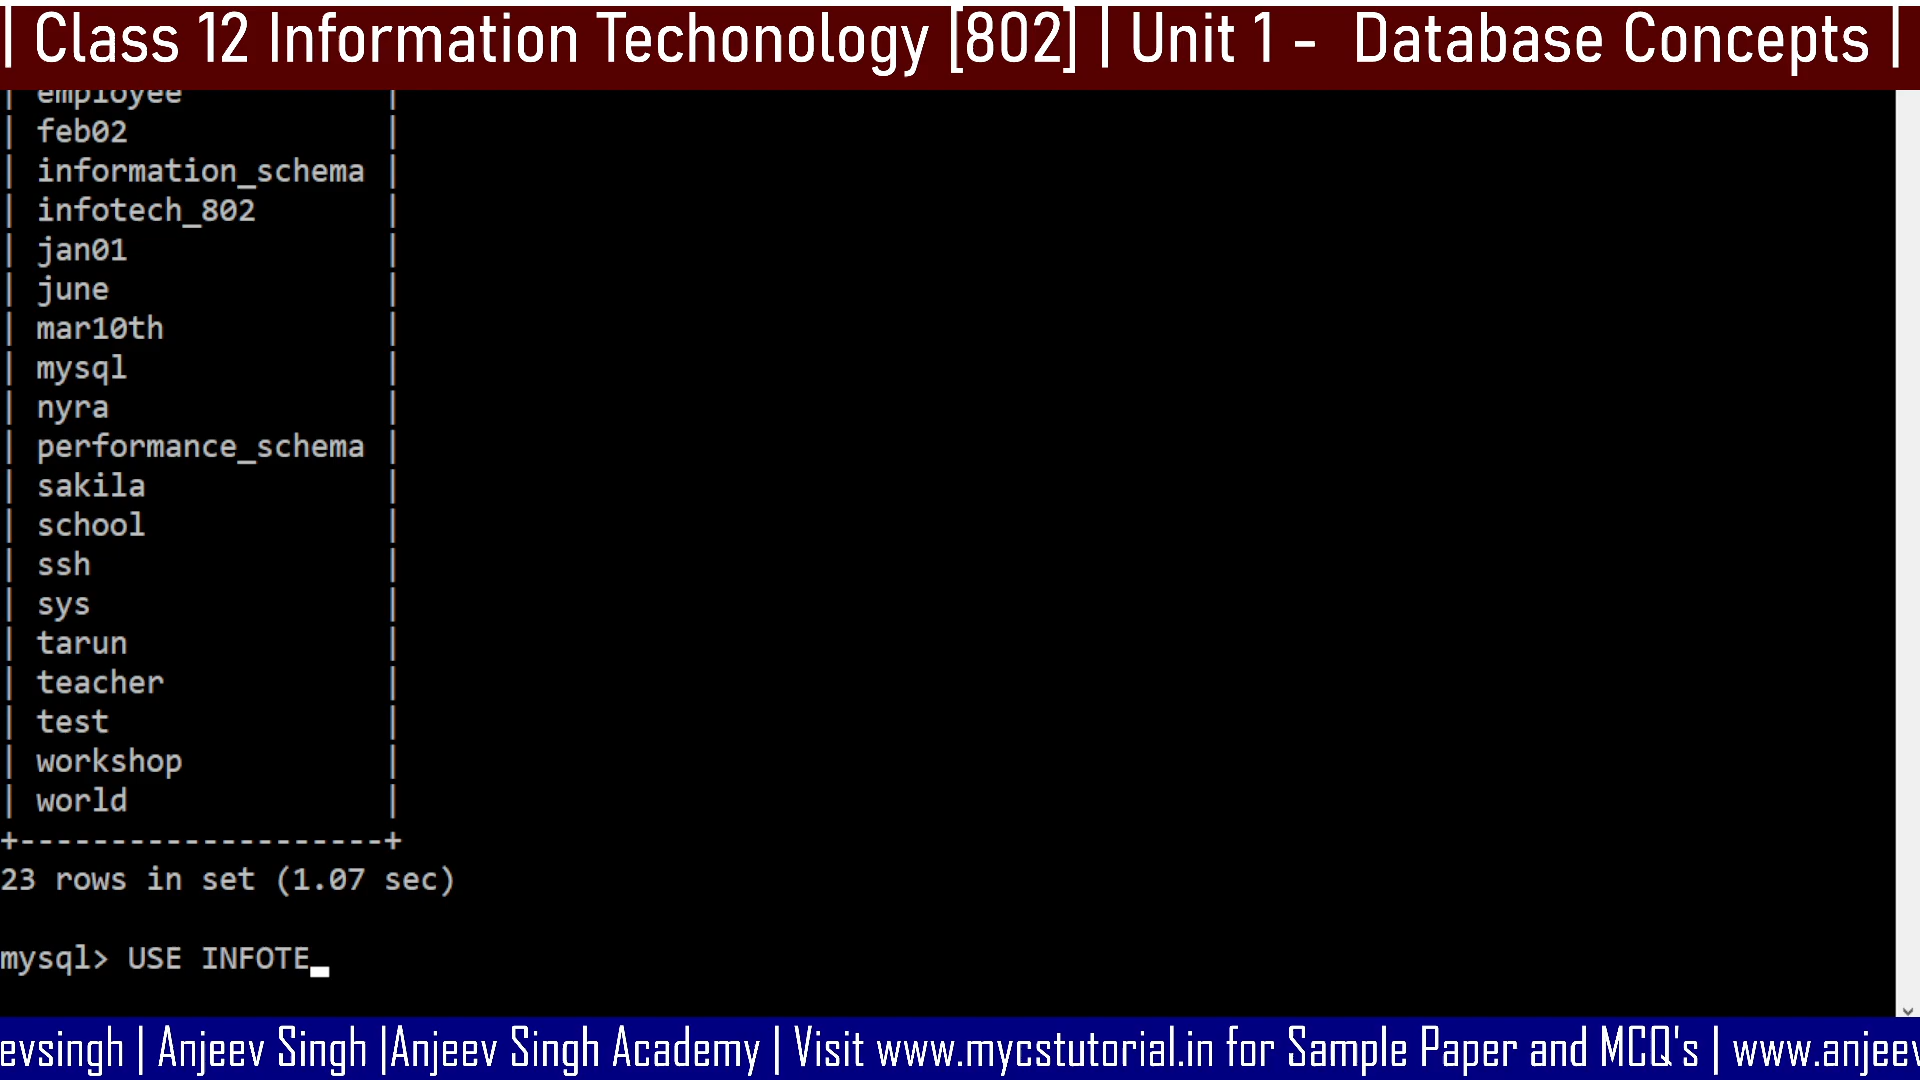 | Class 12 Information Techonology [802] | Unit 1 - Database Concepts |
| employee |
| feb02 |
| information_schema |
| infotech_802 |
| jan01 |
| june |
| mar10th |
| mysql |
| nyra |
| performance_schema |
| sakila |
| school |
| ssh |
| sys |
| tarun |
| teacher |
| test |
| workshop |
| world |
+--------------------+
23 rows in set (1.07 sec)
mysql> USE INFOTE_
evsingh | Anjeev Singh |Anjeev Singh Academy | Visit www.mycstutorial.in for Sample Paper and MCQ's | www.anjeev